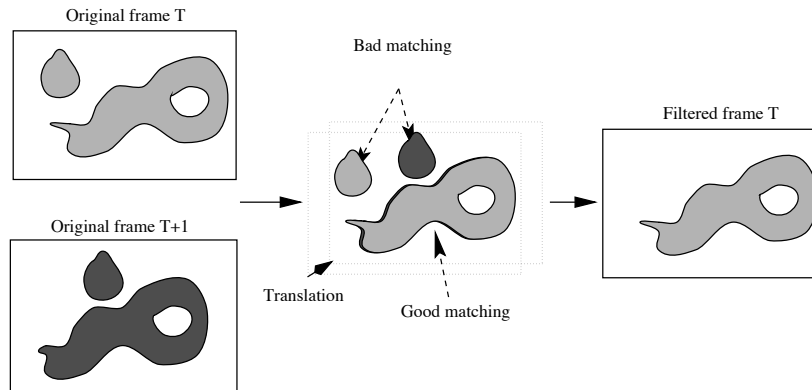 Original frame T
Bad matching
Filtered frame T
Original frame T+1
Translation
Good matching